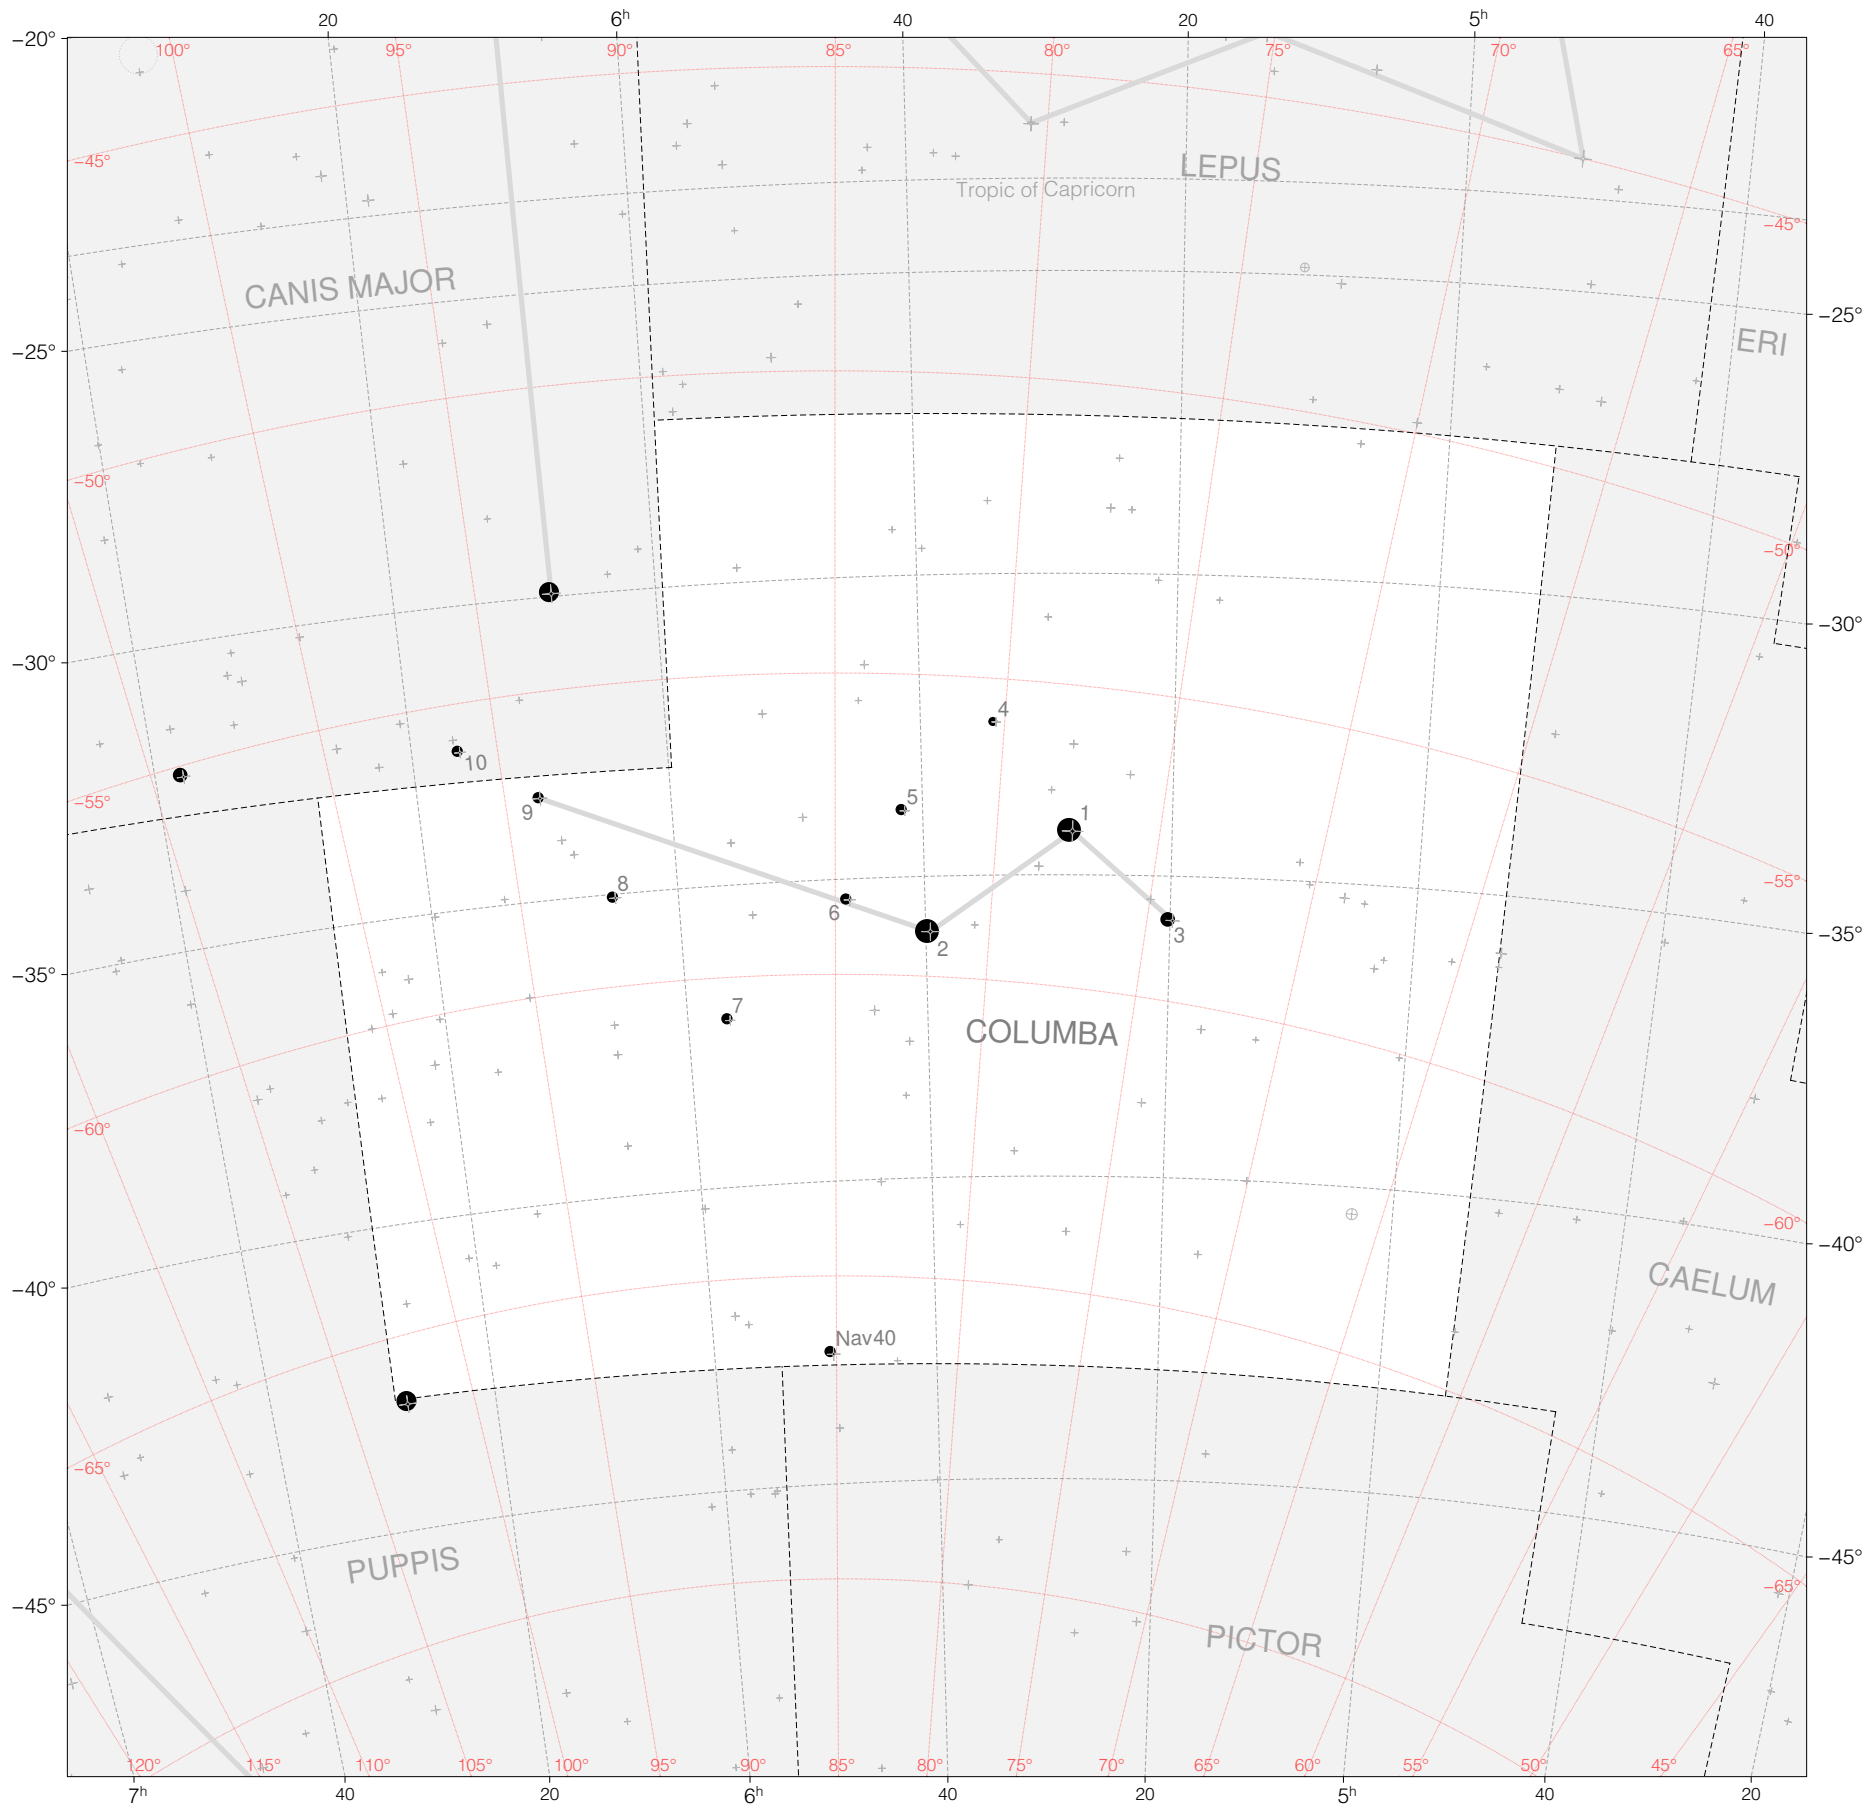 20 6h 40 20 5h 40
−20°
100° 95° 90° 85° 80° 75° 70° 65°
−45°
LEPUS
Tropic of Capricorn
−45°
CANIS MAJOR
−25°
−25°
ERI
−50°
−50°
−30°
−30°
4
10
−55°
5
9
1
8
−55°
6
3
−35°
2
−35°
7
COLUMBA
−60°
−60°
−40°
−40°
CAELUM
Nav40
−65°
−45°
PUPPIS
−65°
−45°
PICTOR
120° 115° 110° 105° 100° 95° 90° 85° 80° 75° 70° 65° 60° 55° 50° 45°
7h 40 20 6h 40 20 5h 40 20